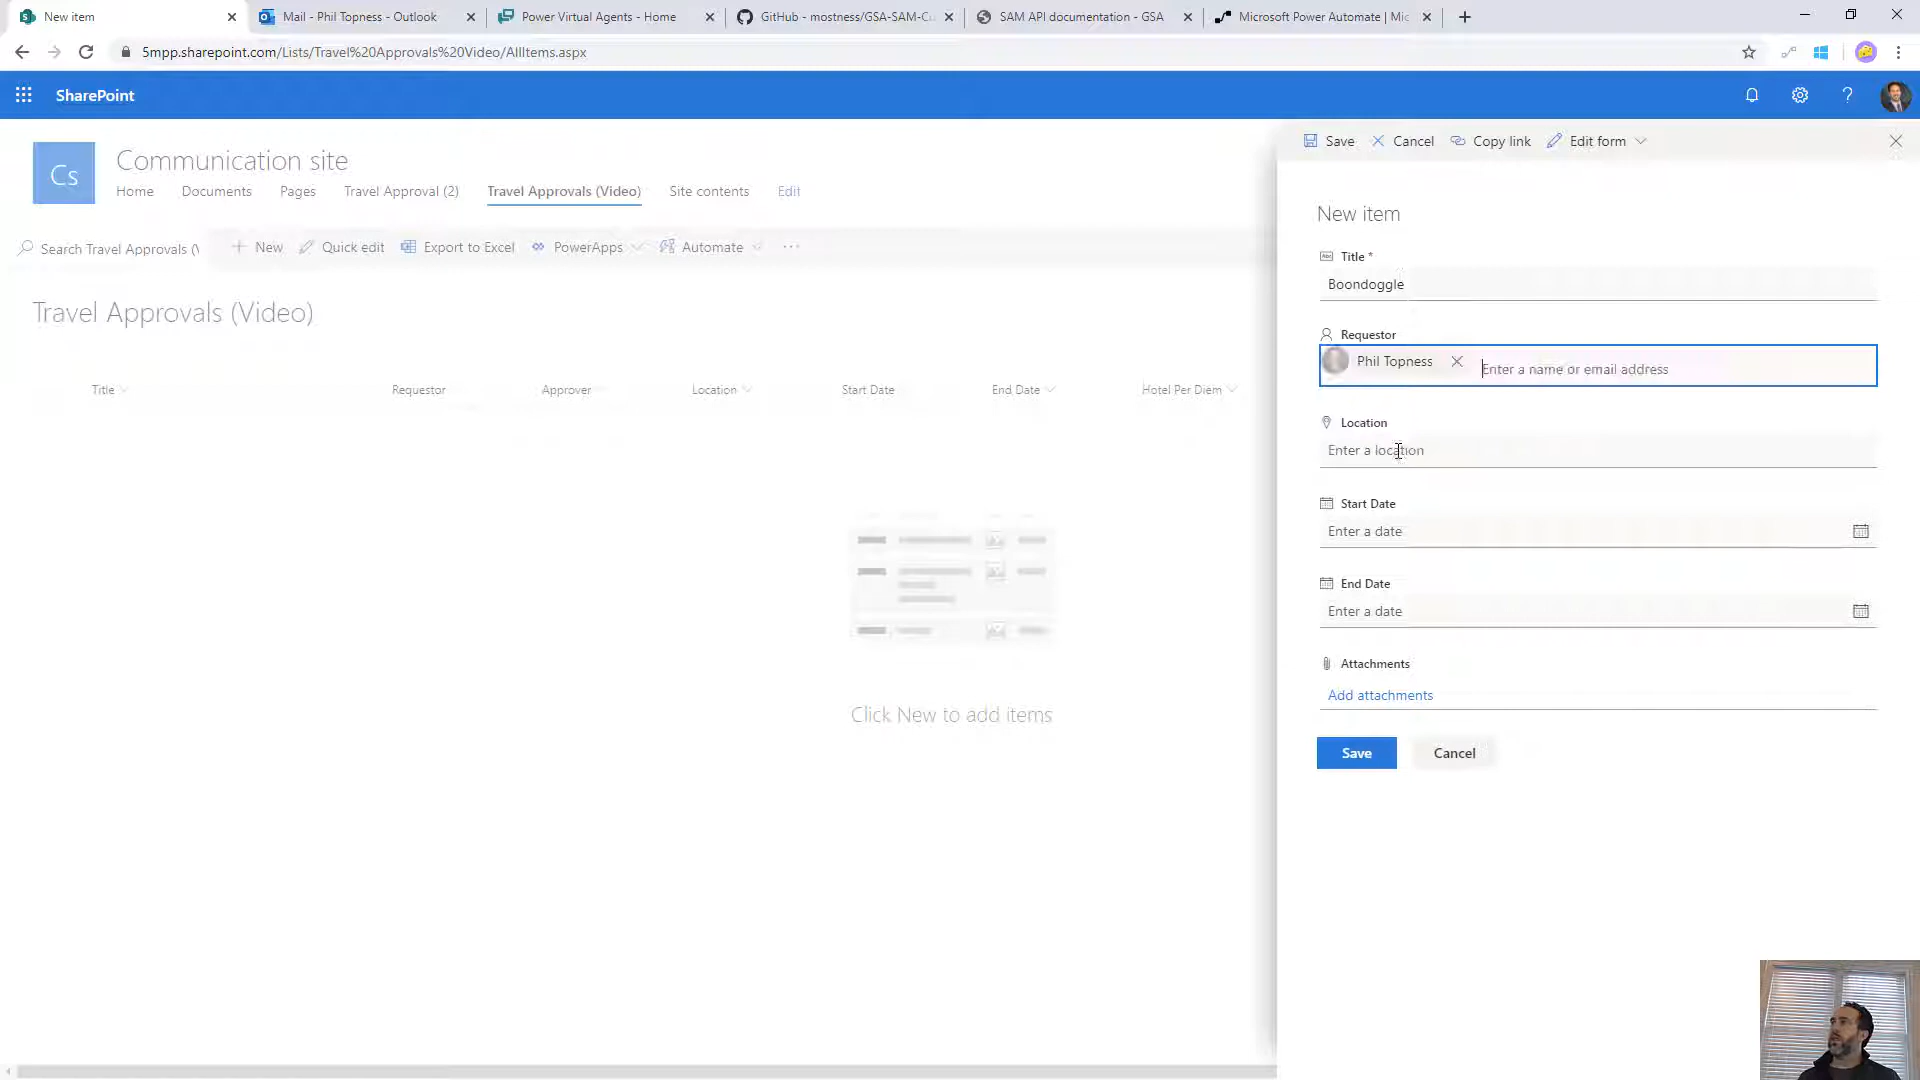 New item
Mail - Phil Topness - Outlook
Power Virtual Agents - Home
GitHub - mostness/GSA-SAM-Cu
SAM API documentation - GSA
Microsoft Power Automate | Mic
5mpp.sharepoint.com/Lists/Travel%20Approvals%20Video/AllItems.aspx
SharePoint
Save
Cancel
Copy link
Edit form
Cs
Communication site
Home
Documents
Pages
Travel Approval (2)
Travel Approvals (Video)
Site contents
Edit
Search Travel Approvals (V
New
Quick edit
Export to Excel
PowerApps
Automate
Travel Approvals (Video)
Title
Requestor
Approver
Location
Start Date
End Date
Hotel Per Diem
Click New to add items
New item
Title *
Boondoggle
Requestor
Phil Topness
Enter a name or email address
Location
Enter a location
Start Date
Enter a date
End Date
Enter a date
Attachments
Add attachments
Save
Cancel